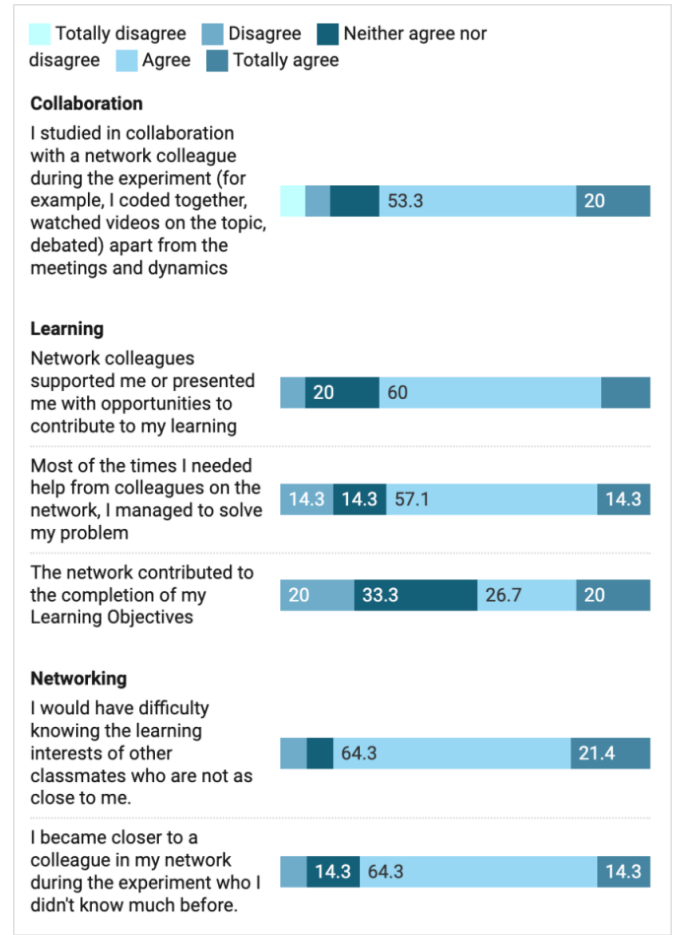 Totally disagree Disagree Neither agree nor
disagree Agree Totally agree
Collaboration
I studied in collaboration
with a network colleague
during the experiment (for
example, I coded together,
watched videos on the topic,
debated) apart from the
meetings and dynamics
53.3 20
Learning
Network colleagues
supported me or presented
me with opportunities to
contribute to my learning
20 60
Most of the times I needed
help from colleagues on the
network, I managed to solve
my problem
14.3 14.3 57.1 14.3
The network contributed to
the completion of my
Learning Objectives
20 33.3 26.7 20
Networking
I would have difficulty
knowing the learning
interests of other
classmates who are not as
close to me.
64.3 21.4
I became closer to a
colleague in my network
during the experiment who I
didn't know much before.
14.3 64.3 14.3